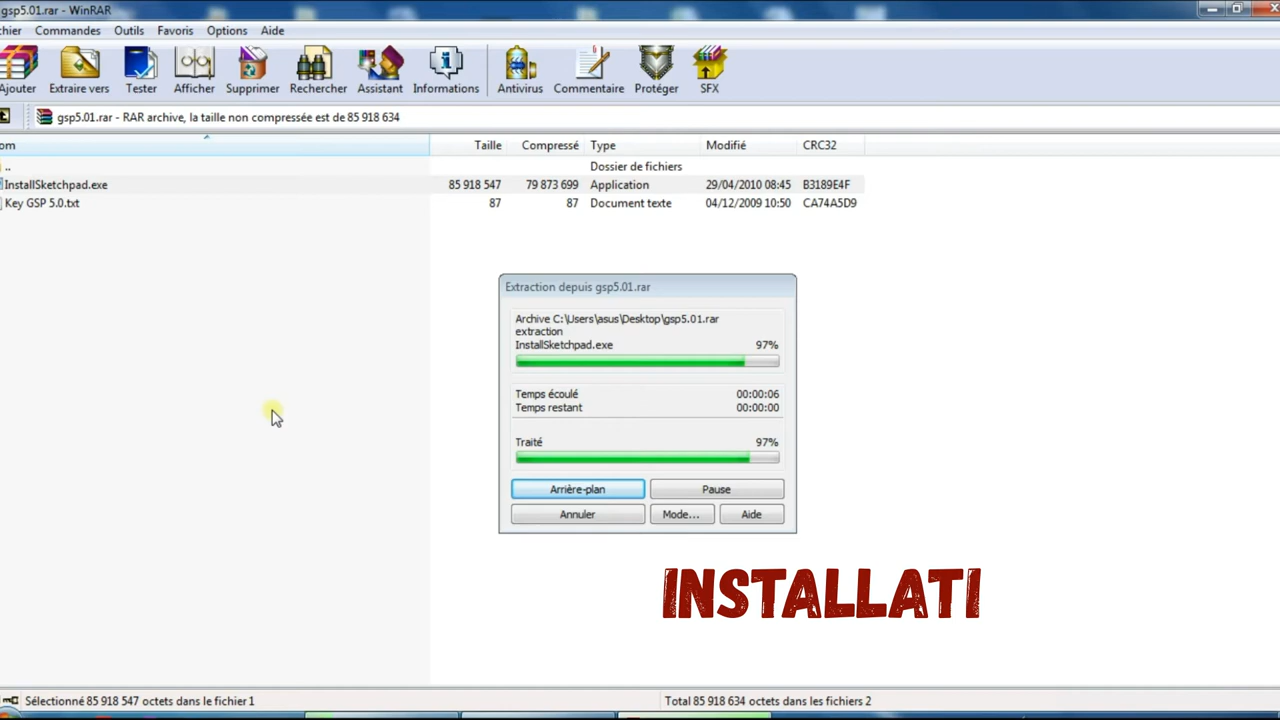 gsp5.01.rar - WinRAR
chier Commandes Outils Favoris Options Aide
Ajouter Extraire vers Tester Afficher Supprimer Rechercher Assistant Informations Antivirus Commentaire Protéger SFX
gsp5.01.rar - RAR archive, la taille non compressée est de 85 918 634
om Taille Compressé Type Modifié CRC32
.. Dossier de fichiers
InstallSketchpad.exe 85 918 547 79 873 699 Application 29/04/2010 08:45 B3189E4F
Key GSP 5.0.txt 87 87 Document texte 04/12/2009 10:50 CA74A5D9
Extraction depuis gsp5.01.rar
Archive C:\Users\asus\Desktop\gsp5.01.rar
extraction
InstallSketchpad.exe 97%
Temps écoulé 00:00:06
Temps restant 00:00:00
Traité 97%
Arrière-plan Pause
Annuler Mode... Aide
INSTALLATI
Sélectionné 85 918 547 octets dans le fichier 1 Total 85 918 634 octets dans les fichiers 2